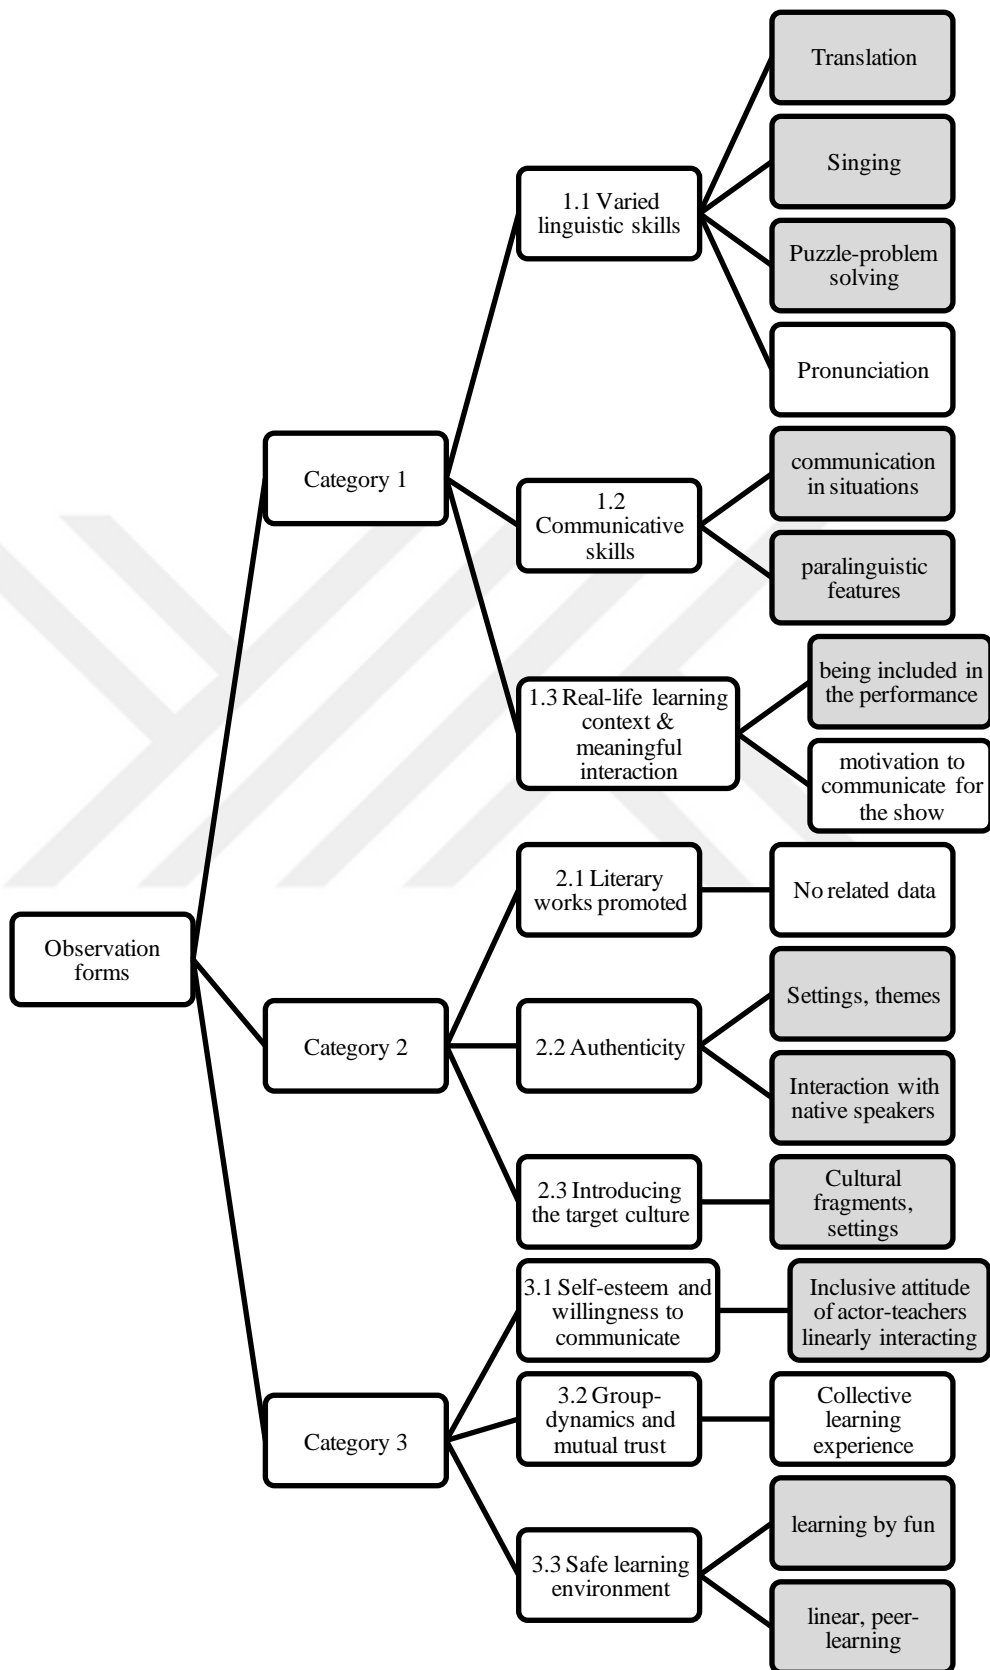 Observation
forms
Category 1
1.1 Varied
linguistic skills
Translation
Singing
Puzzle-problem
solving
Pronunciation
1.2
Communicative
skills
communication
in situations
paralinguistic
features
1.3 Real-life learning
context &
meaningful
interaction
being included in
the performance
motivation to
communicate for
the show
Category 2
2.1 Literary
works promoted
No related data
2.2 Authenticity
Settings, themes
Interaction with
native speakers
2.3 Introducing
the target culture
Cultural
fragments,
settings
Category 3
3.1 Self-esteem and
willingness to
communicate
Inclusive attitude
of actor-teachers
linearly interacting
3.2 Group-
dynamics and
mutual trust
Collective
learning
experience
3.3 Safe learning
environment
learning by fun
linear, peer-
learning